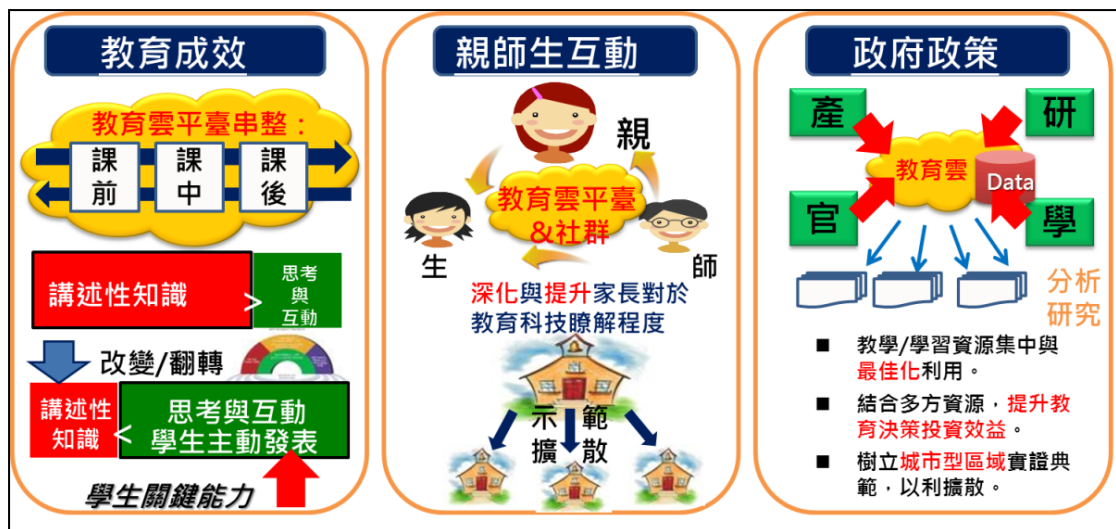 教育成效
教育雲平臺串整：
課前
課中
課後
講述性知識
>
思考
與
互動
改變/翻轉
講述性
知識
<
思考與互動
學生主動發表
學生關鍵能力
親師生互動
親
教育雲平臺
&社群
生
師
深化與提升家長對於
教育科技瞭解程度
示範
擴散
政府政策
產
研
教育雲
Data
官
學
分析
研究
■ 教學/學習資源集中與
最佳化利用。
■ 結合多方資源，提升教
育決策投資效益。
■ 樹立城市型區域實證典
範，以利擴散。